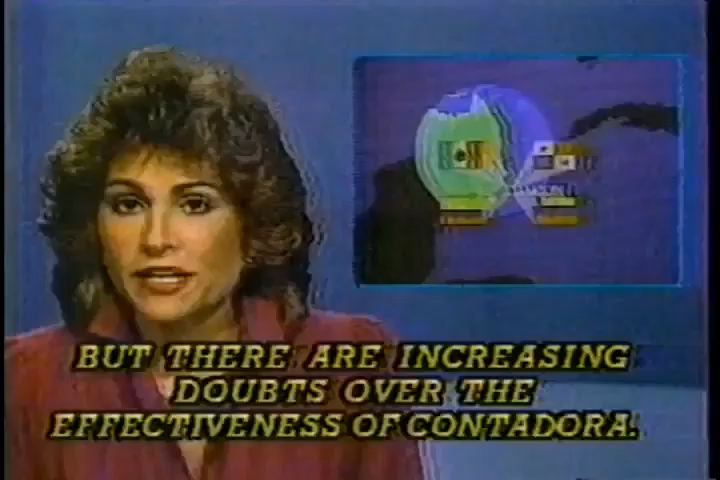 BUT THERE ARE INCREASING
DOUBTS OVER THE
EFFECTIVENESS OF CONTADORA.